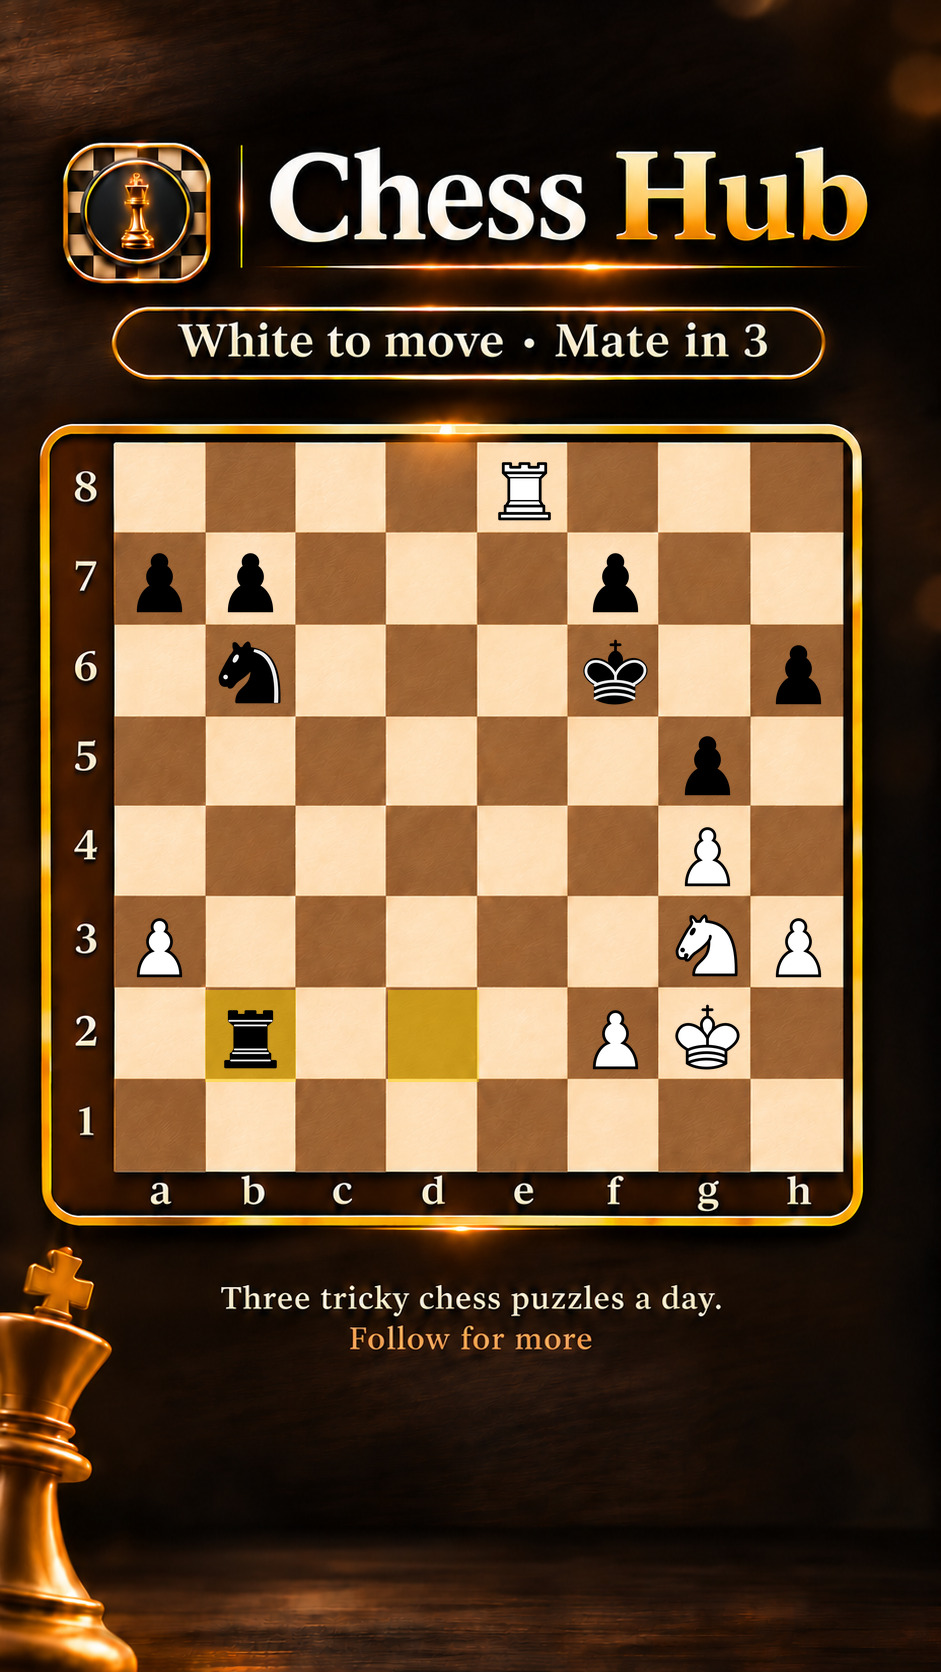 Chess Hub
White to move • Mate in 3
8
7
6
5
4
3
2
1
a b c d e f g h
Three tricky chess puzzles a day.
Follow for more